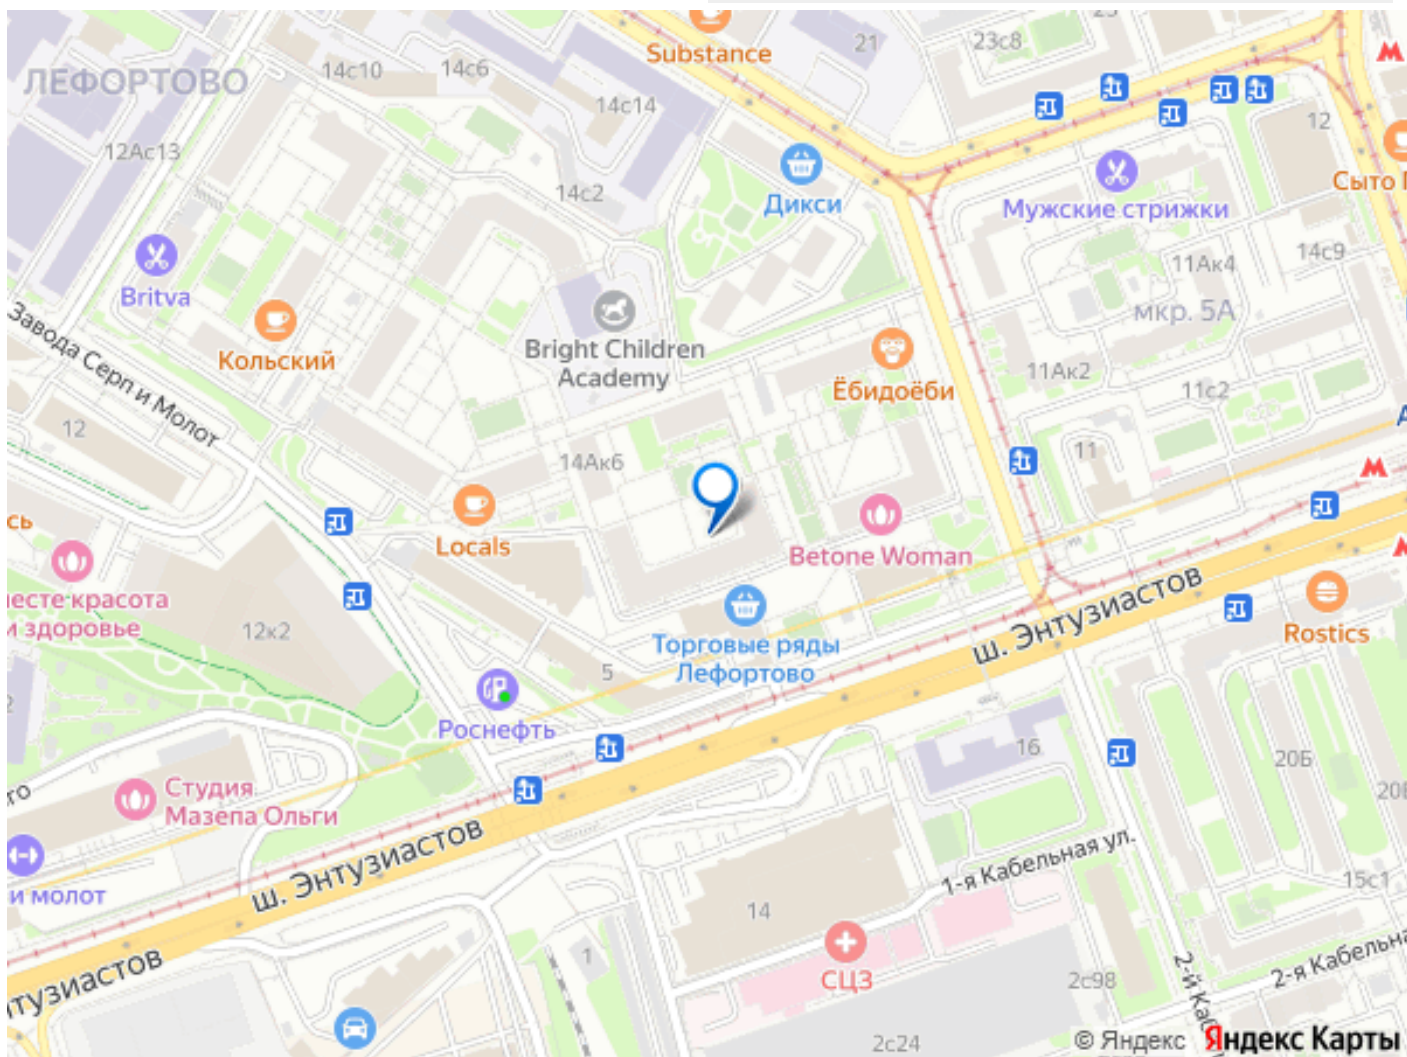 Substance
21
23с8
ЛЕФОРТОВО
14с10
14с6
14с14
12
12Ас13
14с2
Дикси
Мужские стрижки
Сыто
Britva
11Ак4
14с9
мкр. 5А
Завода Серп и Молот
Кольский
Bright Children
Academy
Ёбидоёби
11Ак2
11с2
12
14Ак6
11
Locals
Betone Woman
есте красота
и здоровье
12к2
5
Торговые ряды
Лефортово
ш. Энтузиастов
Rostics
Роснефть
16
20Б
Студия
Мазепа Ольги
ш. Энтузиастов
1-я Кабельная ул.
и молот
14
15с1
1
СЦЗ
2с98
2-й Каб
2-я Кабельна
нтузиастов
2с24
© Яндекс Яндекс Карты